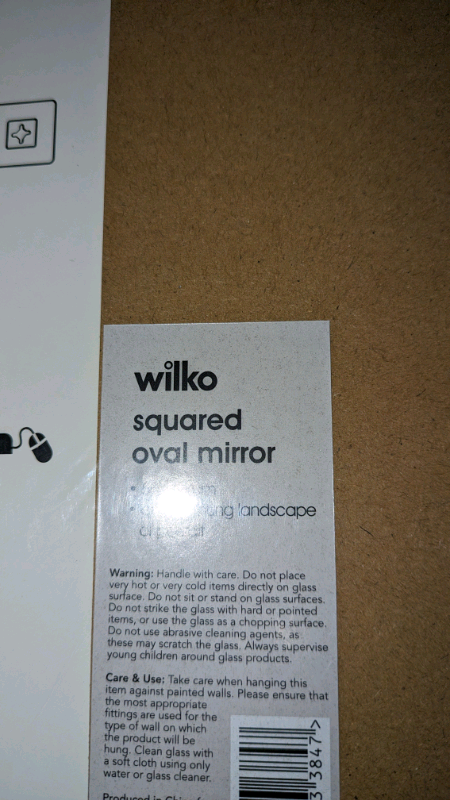 wilko
squared
oval mirror
landscape
Warning: Handle with care. Do not place
very hot or very cold items directly on glass
surface. Do not sit or stand on glass surfaces.
Do not strike the glass with hard or pointed
items, or use the glass as a chopping surface.
Do not use abrasive cleaning agents, as
these may scratch the glass. Always supervise
young children around glass products.
Care & Use: Take care when hanging this
item against painted walls. Please ensure that
the most appropriate
fittings are used for the
type of wall on which
the product will be
hung. Clean glass with
a soft cloth using only
water or glass cleaner.
Produced in China
33847>